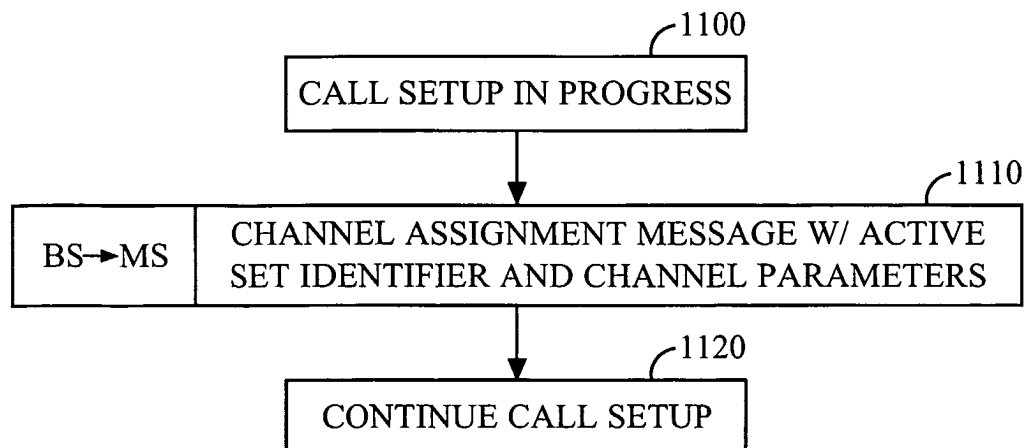 1100
CALL SETUP IN PROGRESS
1110
BS→MS
CHANNEL ASSIGNMENT MESSAGE W/ ACTIVE
SET IDENTIFIER AND CHANNEL PARAMETERS
1120
CONTINUE CALL SETUP